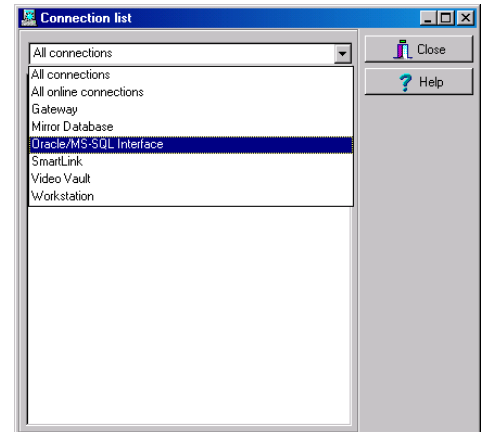 Connection list
All connections
Close
Help
All connections
All online connections
Gateway
Mirror Database
Oracle/MS-SQL Interface
SmartLink
Video Vault
Workstation